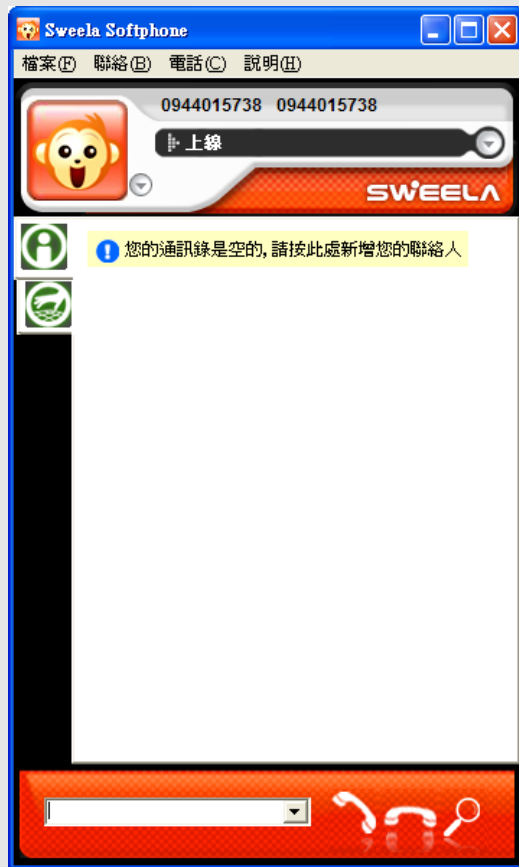 Sweela Softphone
檔案(F) 聯絡(B) 電話(C) 說明(H)
0944015738 0944015738
上線
SWEELA
您的通訊錄是空的, 請按此處新增您的聯絡人